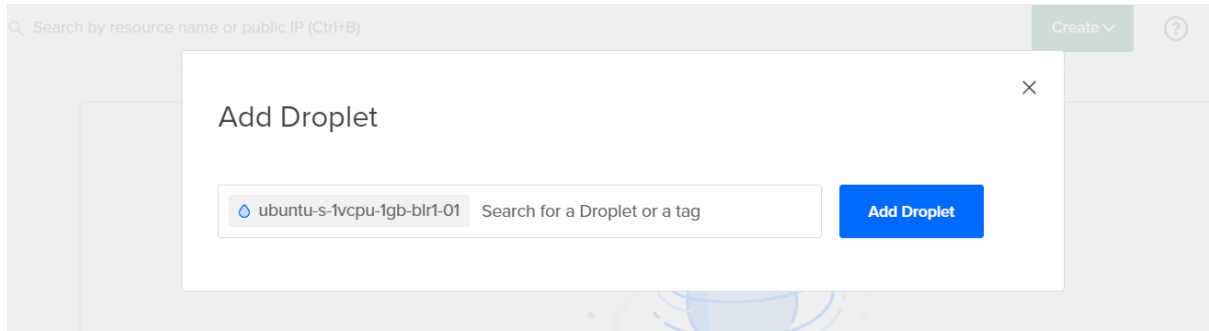 Search by resource name or public IP (Ctrl+B)
Create
?
Add Droplet
ubuntu-s-1vcpu-1gb-blr1-01 Search for a Droplet or a tag
Add Droplet